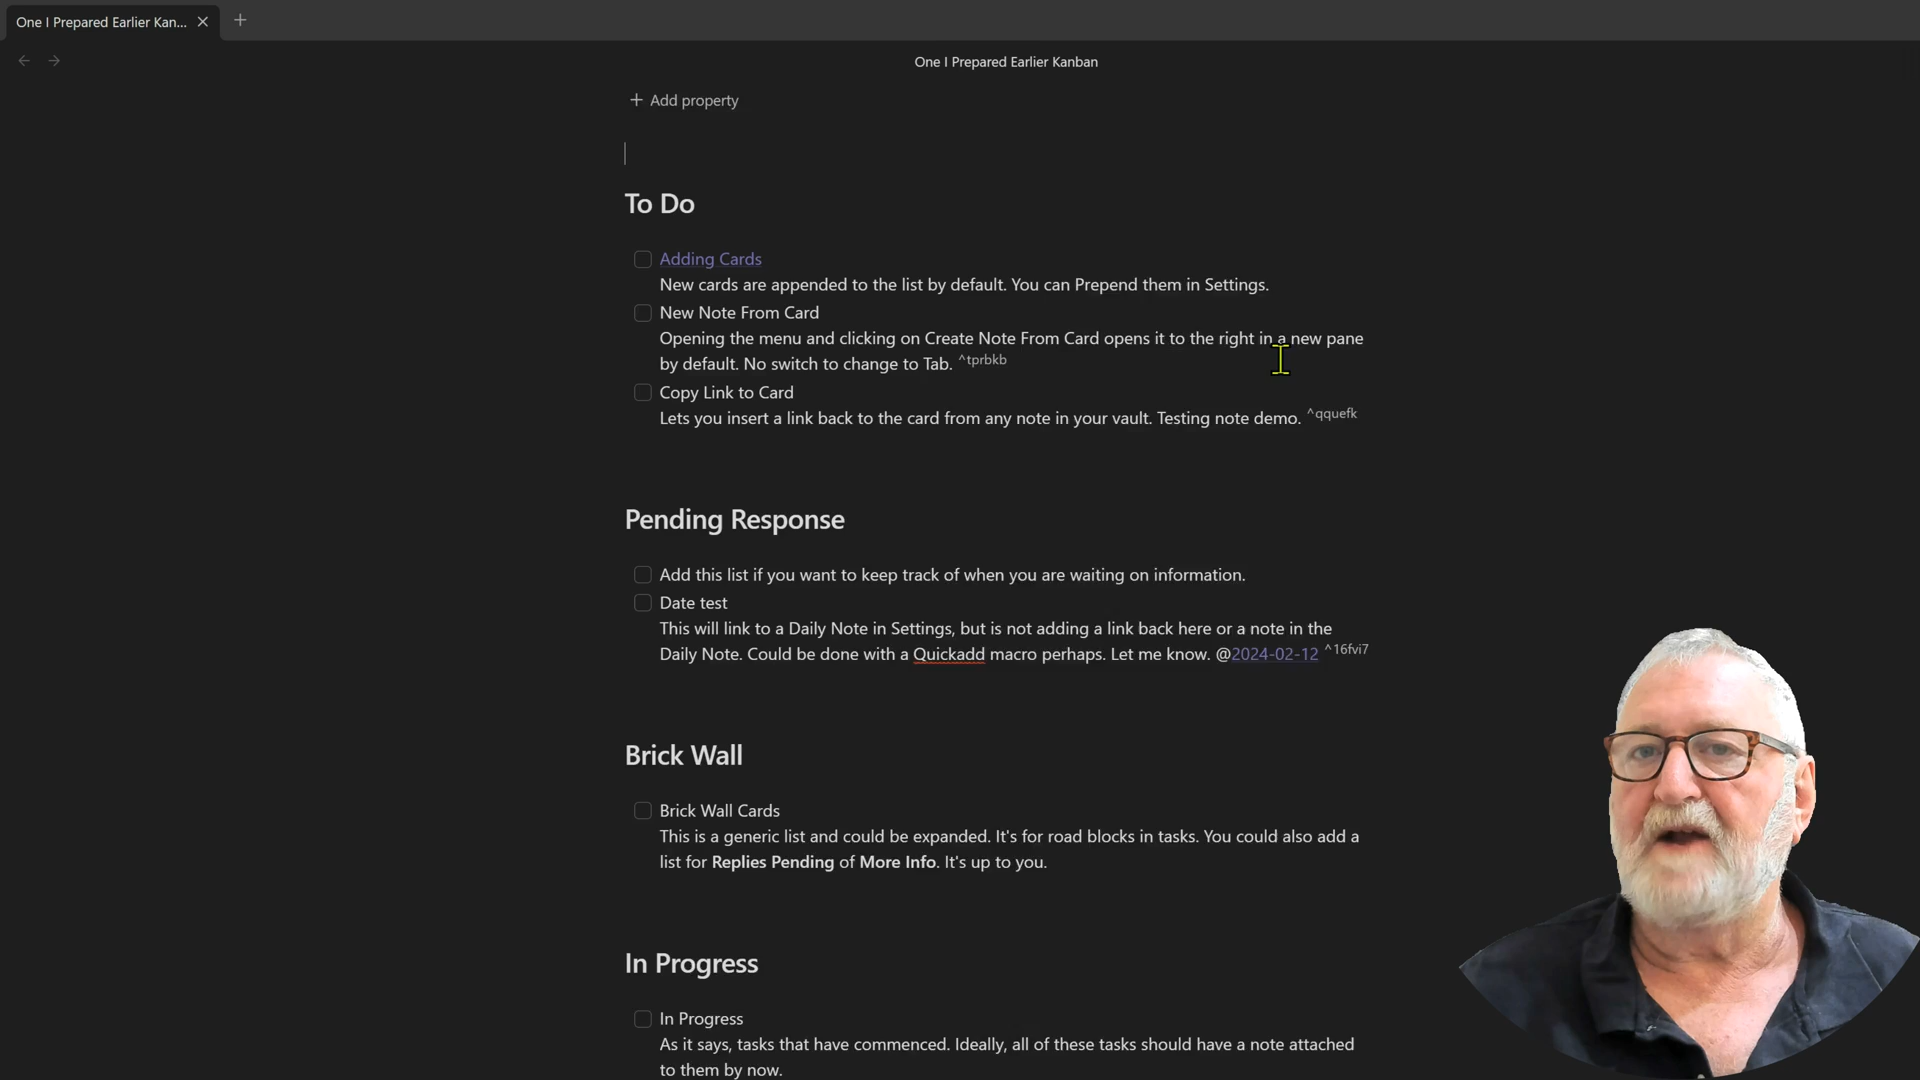 One I Prepared Earlier Kan...
One I Prepared Earlier Kanban
Add property
To Do
Adding Cards
New cards are appended to the list by default. You can Prepend them in Settings.
New Note From Card
Opening the menu and clicking on Create Note From Card opens it to the right in a new pane
by default. No switch to change to Tab. ^tprbkb
Copy Link to Card
Lets you insert a link back to the card from any note in your vault. Testing note demo. ^qquefk
Pending Response
Add this list if you want to keep track of when you are waiting on information.
Date test
This will link to a Daily Note in Settings, but is not adding a link back here or a note in the
Daily Note. Could be done with a Quickadd macro perhaps. Let me know. @2024-02-12 ^16fvi7
Brick Wall
Brick Wall Cards
This is a generic list and could be expanded. It's for road blocks in tasks. You could also add a
list for Replies Pending of More Info. It's up to you.
In Progress
In Progress
As it says, tasks that have commenced. Ideally, all of these tasks should have a note attached
to them by now.